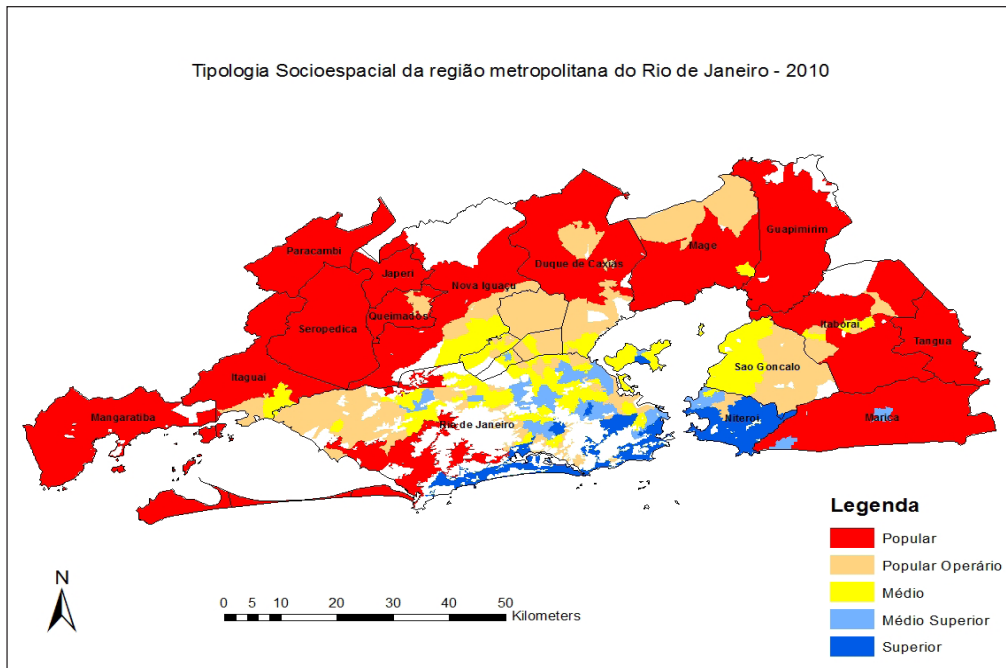 Tipologia Socioespacial da região metropolitana do Rio de Janeiro - 2010
Guapimirim
Paracambi
Mage
Japeri
Duque de Caxias
Nova Iguaçu
Queimados
Seropedica
Itaborai
Tangua
Sao Goncalo
Itaguai
Mangaratiba
Rio de Janeiro
Niteroi
Marica
Legenda
Popular
Popular Operário
Médio
Médio Superior
Superior
N
0 5 10 20 30 40 50
Kilometers